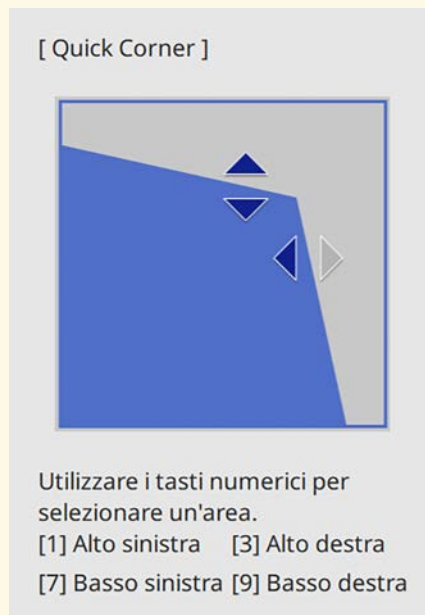 [ Quick Corner ]
Utilizzare i tasti numerici per
selezionare un'area.
[1] Alto sinistra [3] Alto destra
[7] Basso sinistra [9] Basso destra